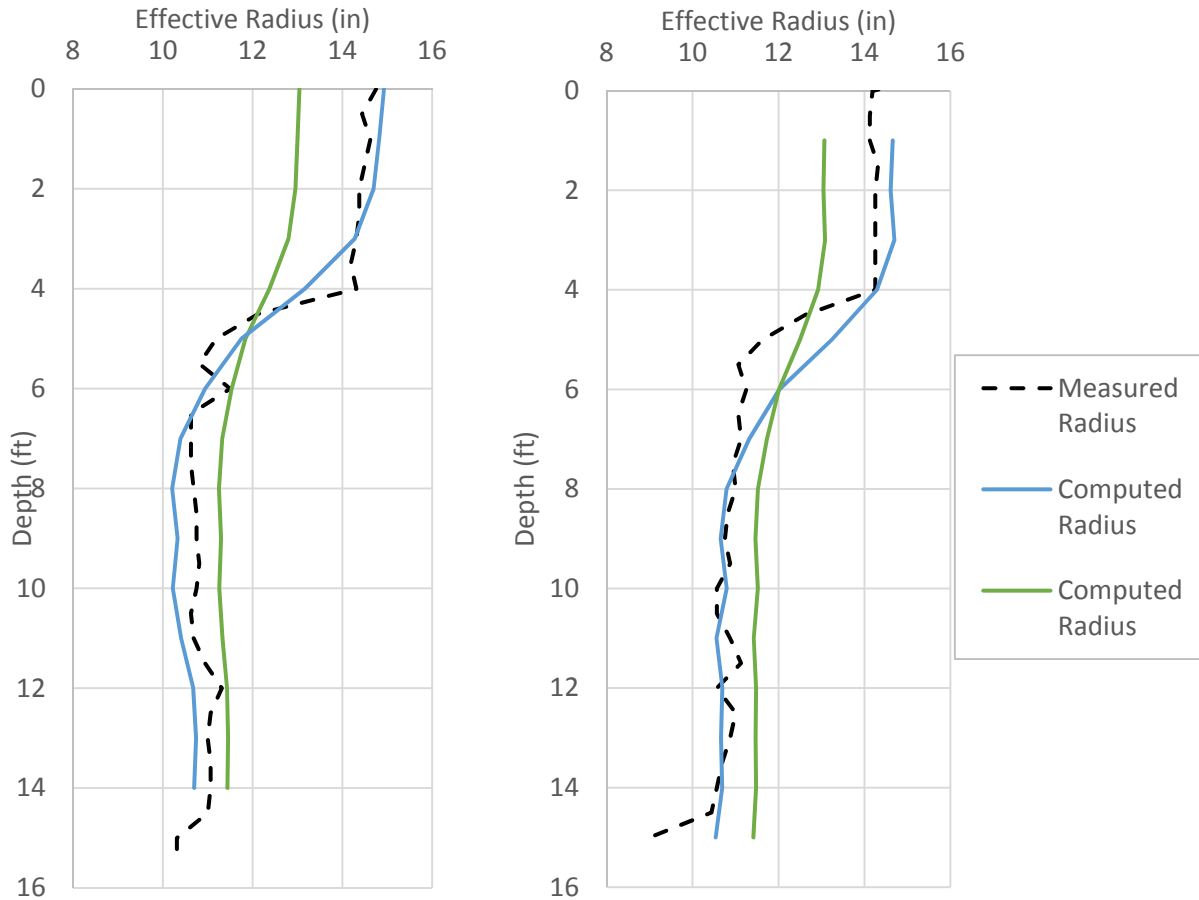 Effective Radius (in)
8 10 12 14 16
0
2
4
6
8
10
12
14
16
Depth (ft)
Effective Radius (in)
8 10 12 14 16
0
2
4
6
8
10
12
14
16
Depth (ft)
Measured
Radius
Computed
Radius
Computed
Radius